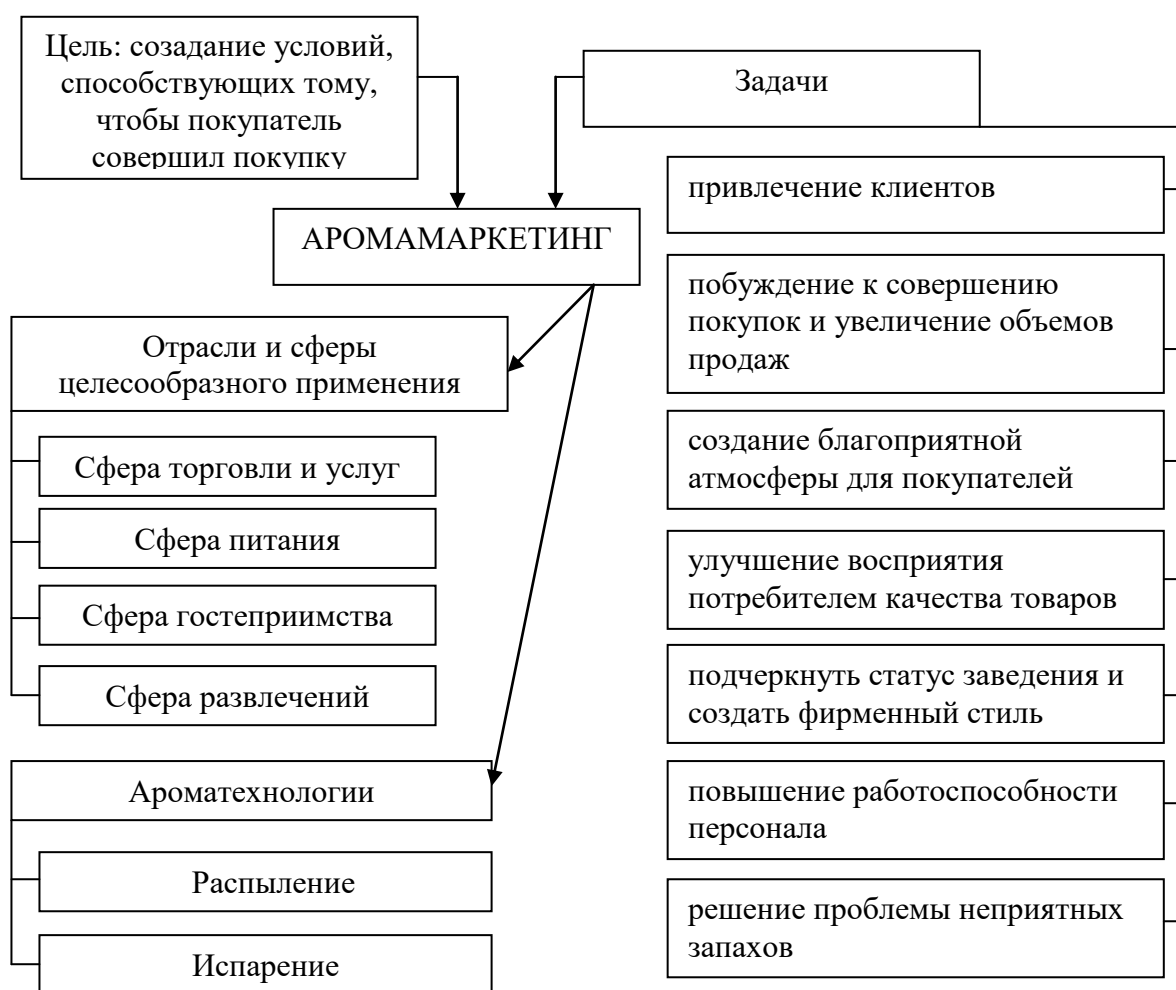 Цель: созадание условий,
способствующих тому,
чтобы покупатель
совершил покупку
Задачи
АРОМАМАРКЕТИНГ
Отрасли и сферы
целесообразного применения
Сфера торговли и услуг
Сфера питания
Сфера гостеприимства
Сфера развлечений
Ароматехнологии
Распыление
Испарение
привлечение клиентов
побуждение к совершению
покупок и увеличение объемов
продаж
создание благоприятной
атмосферы для покупателей
улучшение восприятия
потребителем качества товаров
подчеркнуть статус заведения и
создать фирменный стиль
повышение работоспособности
персонала
решение проблемы неприятных
запахов